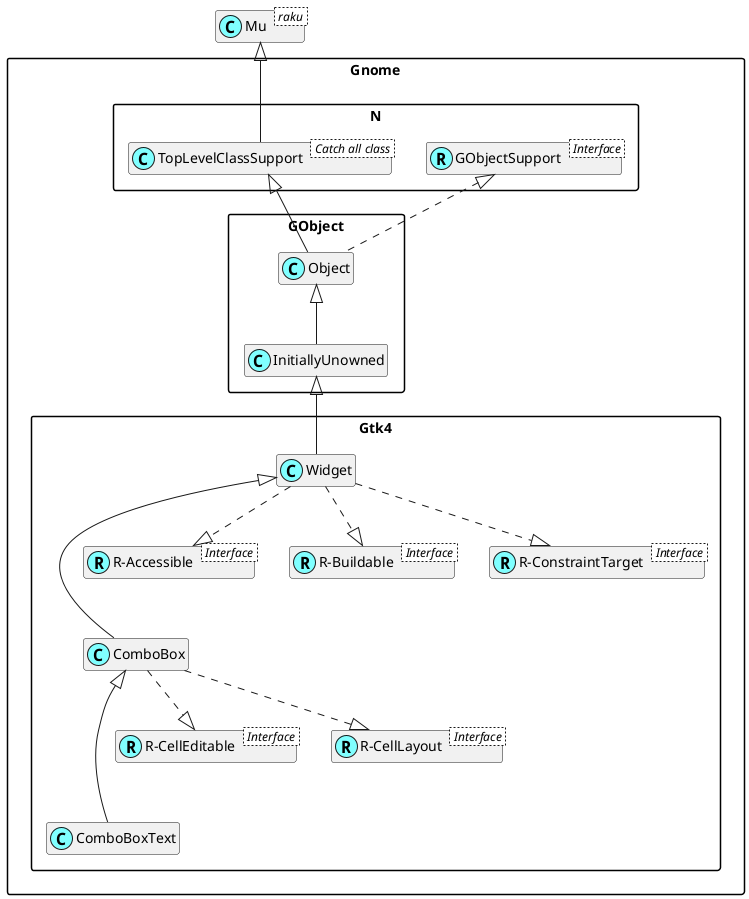 C Mu raku
Gnome
N
C TopLevelClassSupport Catch all class
R GObjectSupport Interface
GObject
C Object
C InitiallyUnowned
Gtk4
C Widget
R R-Accessible Interface
R R-Buildable Interface
R R-ConstraintTarget Interface
C ComboBox
R R-CellEditable Interface
R R-CellLayout Interface
C ComboBoxText